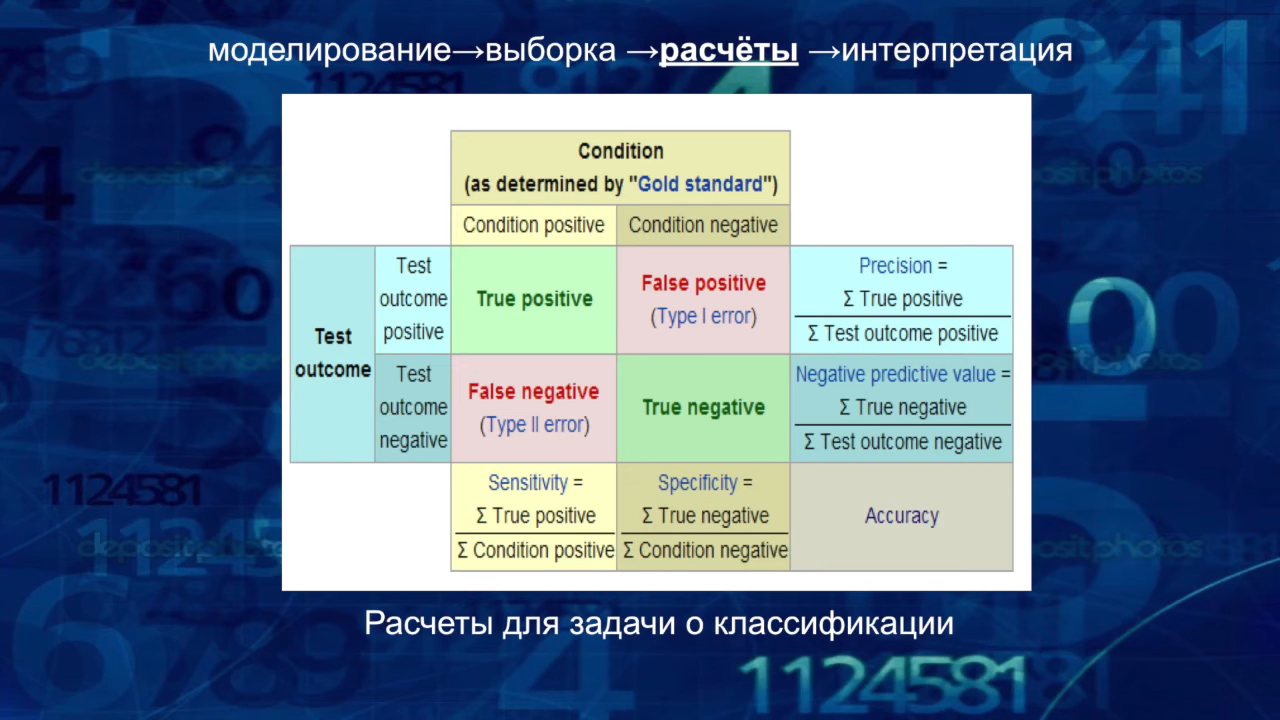 моделирование→выборка →расчёты →интерпретация
Condition
(as determined by "Gold standard")
Condition positive
Condition negative
Test
outcome
Test
outcome
positive
True positive
False positive
(Type I error)
Precision =
Σ True positive
Σ Test outcome positive
Test
outcome
negative
False negative
(Type II error)
True negative
Negative predictive value =
Σ True negative
Σ Test outcome negative
Sensitivity =
Σ True positive
Σ Condition positive
Specificity =
Σ True negative
Σ Condition negative
Accuracy
Расчеты для задачи о классификации
1124581
1124581